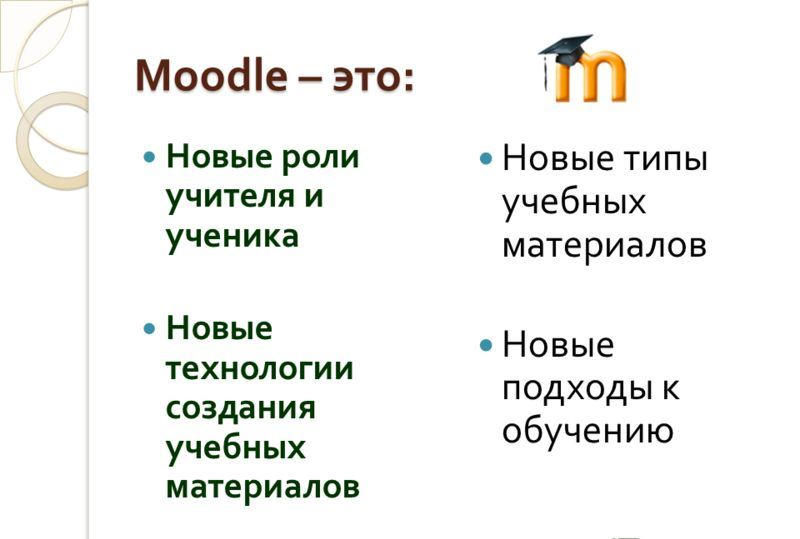 Moodle – это:
m
Новые роли
учителя и
ученика
Новые
технологии
создания
учебных
материалов
Новые типы
учебных
материалов
Новые
подходы к
обучению